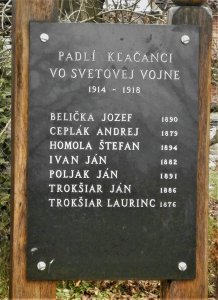 PADLÍ KĽAČANCI
VO SVETOVEJ VOJNE
1914 - 1918
BELIČKA JOZEF 1890
CEPLÁK ANDREJ 1879
HOMOLA ŠTEFAN 1894
IVAN JÁN 1882
POLJAK JÁN 1891
TROKŠIAR JÁN 1886
TROKŠIAR LAURINC 1876